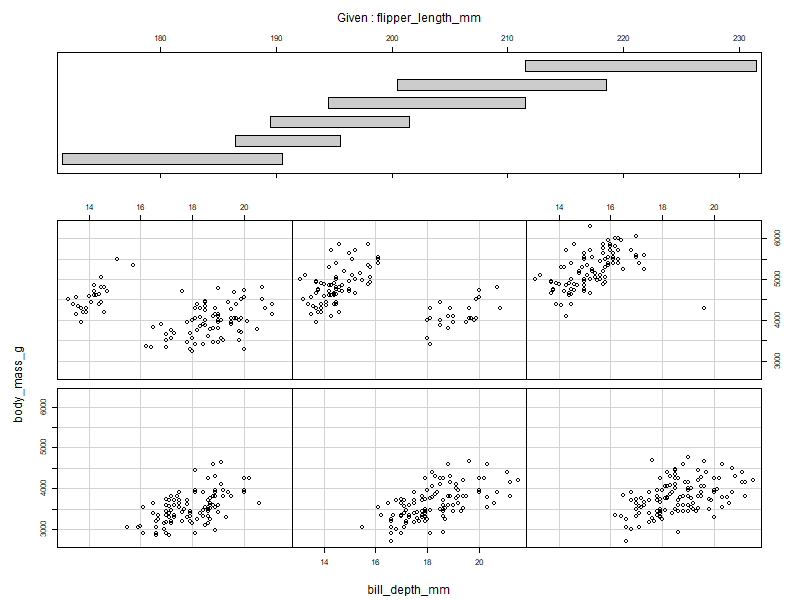 Given : flipper_length_mm
180 190 200 210 220 230
14 16 18 20 14 16 18 20
3000 4000 5000 6000
body_mass_g
3000 4000 5000 6000
14 16 18 20
bill_depth_mm